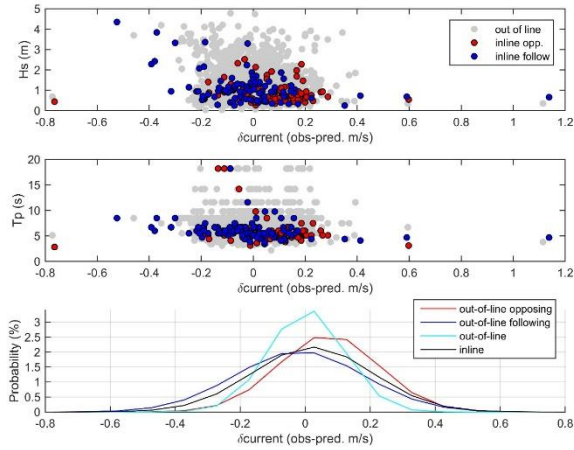 5
4
3
2
1
0
Hs (m)
out of line
inline opp.
inline follow
-0.8 -0.6 -0.4 -0.2 0 0.2 0.4 0.6 0.8 1 1.2
δcurrent (obs-pred. m/s)
20
15
10
5
0
Tp (s)
-0.8 -0.6 -0.4 -0.2 0 0.2 0.4 0.6 0.8 1 1.2
δcurrent (obs-pred. m/s)
3
2.5
2
1.5
1
0.5
0
Probability (%)
out-of-line opposing
out-of-line following
out-of-line
inline
-0.8 -0.6 -0.4 -0.2 0 0.2 0.4 0.6 0.8
δcurrent (obs-pred. m/s)